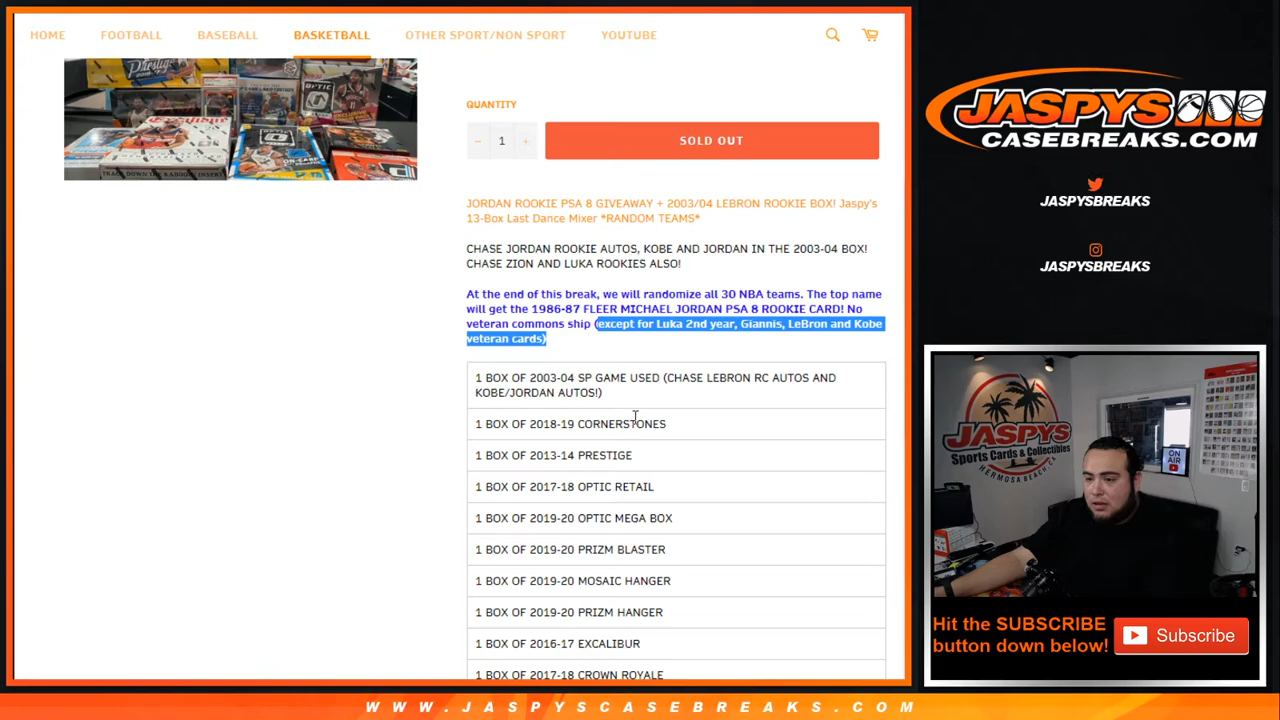 HOME FOOTBALL BASEBALL BASKETBALL OTHER SPORT/NON SPORT YOUTUBE
Prestige
OPTIC
QUANTITY
− 1 + SOLD OUT
JORDAN ROOKIE PSA 8 GIVEAWAY + 2003/04 LEBRON ROOKIE BOX! Jaspy's
13-Box Last Dance Mixer *RANDOM TEAMS*
CHASE JORDAN ROOKIE AUTOS, KOBE AND JORDAN IN THE 2003-04 BOX!
CHASE ZION AND LUKA ROOKIES ALSO!
At the end of this break, we will randomize all 30 NBA teams. The top name
will get the 1986-87 FLEER MICHAEL JORDAN PSA 8 ROOKIE CARD! No
veteran commons ship (except for Luka 2nd year, Giannis, LeBron and Kobe
veteran cards)
1 BOX OF 2003-04 SP GAME USED (CHASE LEBRON RC AUTOS AND
KOBE/JORDAN AUTOS!)
1 BOX OF 2018-19 CORNERSTONES
1 BOX OF 2013-14 PRESTIGE
1 BOX OF 2017-18 OPTIC RETAIL
1 BOX OF 2019-20 OPTIC MEGA BOX
1 BOX OF 2019-20 PRIZM BLASTER
1 BOX OF 2019-20 MOSAIC HANGER
1 BOX OF 2019-20 PRIZM HANGER
1 BOX OF 2016-17 EXCALIBUR
1 BOX OF 2017-18 CROWN ROYALE
JASPYS
CASEBREAKS.COM
JASPYSBREAKS
JASPYSBREAKS
JASPYS
Sports Cards & Collectibles
HERMOSA BEACH, CA
ON
AIR
Hit the SUBSCRIBE
button down below!
Subscribe
WWW.JASPYSCASEBREAKS.COM